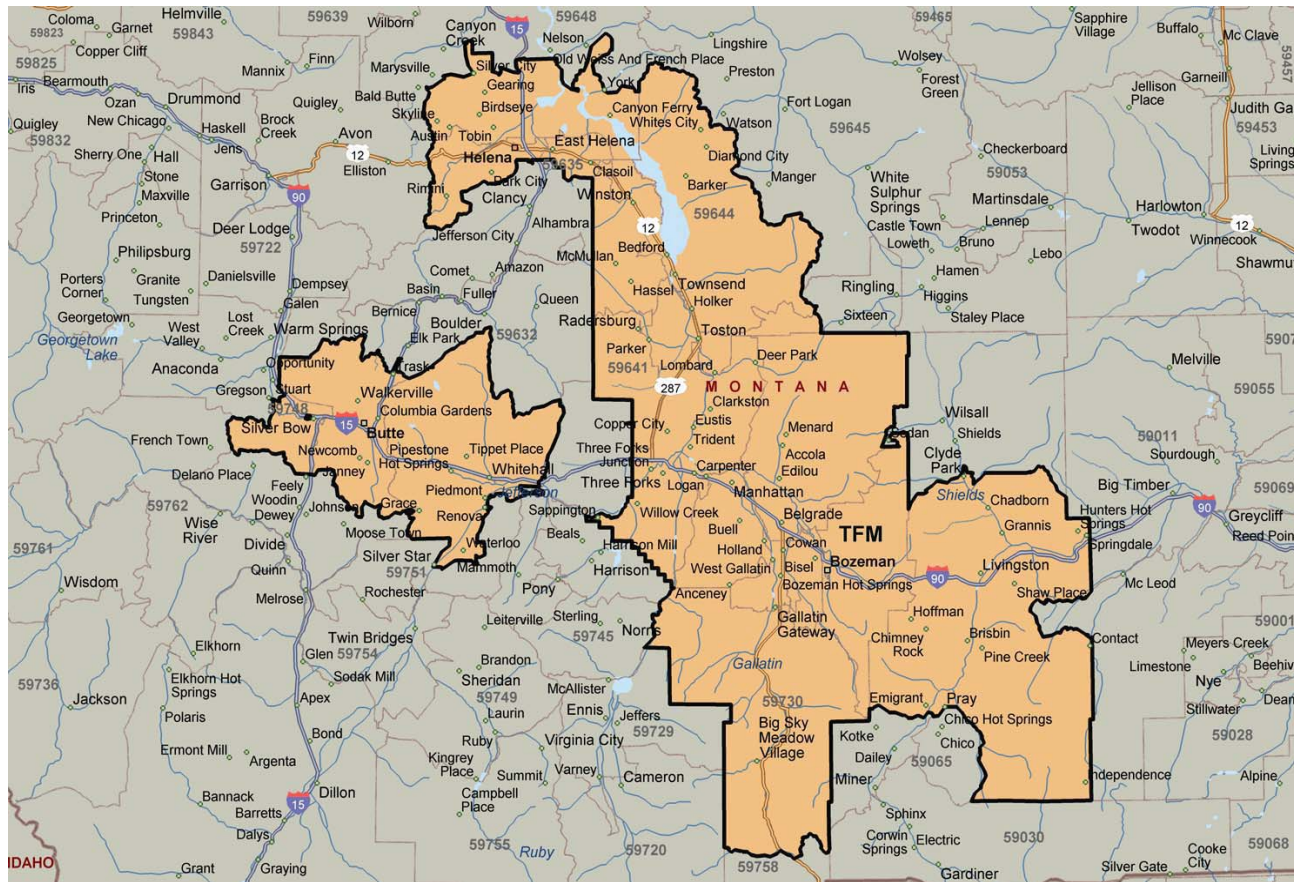 Coloma
Garnet
59823
Copper Cliff
Helmville
59843
59639
Wilborn
Canyon
Creek
15
59648
Nelson
Lingshire
59465
Wolsey
Sapphire
Village
Buffalo
Mc Clave
59457
59825
Bearmouth
Iris
Mannix
Finn
Marysville
Silver City
Old Weiss And French Place
York
Preston
Forest
Green
Garneill
Ozan
Drummond
New Chicago
Quigley
Bald Butte
Gearing
Birdseye
Skyline
Canyon Ferry
Whites City
Fort Logan
Jellison
Place
Judith Ga
59453
Quigley
59832
Haskell
Jens
Brock
Creek
Avon
12
Elliston
Austin
Tobin
Helena
East Helena
59635
Watson
59645
Checkerboard
Living
Springs
Sherry One
Hall
Stone
Maxville
Garrison
90
Rimini
Park City
Clancy
Clasoil
Winston
Diamond City
Barker
Manger
White
Sulphur
Springs
59053
Martinsdale
Harlowton
Princeton
Deer Lodge
59722
Alhambra
Jefferson City
12
59644
Castle Town
Loweth
Lennep
Bruno
Twodot
12
Winnecook
Philipsburg
Bedford
McMullan
Lebo
Shawmu
Porters
Corner
Granite
Tungsten
Danielsville
Dempsey
Comet
Amazon
Basin
Fuller
Queen
Hassel
Townsend
Holker
Ringling
Hamen
Higgins
Georgetown
Galen
Bernice
Boulder
59632
Radersburg
Toston
Sixteen
Staley Place
Georgetown
Lake
West
Valley
Lost
Creek
Warm Springs
Elk Park
Parker
59641
Deer Park
5907
Anaconda
Opportunity
Trask
Lombard
Melville
Gregson
Stuart
59748
Walkerville
287
MONTANA
59055
Silver Bow
15
Columbia Gardens
Butte
Clarkston
Eustis
Copper City
Trident
Menard
Wilsall
Sedan
Shields
59011
French Town
Newcomb
Pipestone
Hot Springs
Tippet Place
Three Forks
Junction
Accola
Edilou
Clyde
Park
Sourdough
Delano Place
Janney
Whitehall
Jefferson
Three Forks
Carpenter
Logan
Manhattan
Shields
Chadborn
Big Timber
59069
59762
Feely
Woodin
Dewey
Johnson
Grace
Piedmont
Renova
Sappington
Willow Creek
Belgrade
Grannis
Hunters Hot
Springs
90
Greycliff
Reed Poin
Wise
River
Moose Town
Beals
Buell
TFM
Springdale
59761
Divide
Silver Star
59751
Waterloo
Harrison Mill
Holland
Cowan
Bozeman
Quinn
Mammoth
Harrison
West Gallatin
Bisel
Bozeman Hot Springs
90
Livingston
Mc Leod
Wisdom
Melrose
Rochester
Pony
Anceney
Shaw Place
Leiterville
Sterling
59745
Norris
Gallatin
Gateway
Hoffman
59001
Elkhorn
Twin Bridges
59754
Chimney
Rock
Brisbin
Pine Creek
Contact
Meyers Creek
Limestone
Beehiv
59736
Elkhorn Hot
Springs
Glen
Sodak Mill
Brandon
Sheridan
59749
McAllister
Gallatin
Nye
Jackson
Polaris
Apex
Laurin
Ennis
Jeffers
59729
59730
Emigrant
Pray
Stillwater
Dean
Bond
Ruby
Virginia City
Big Sky
Meadow
Village
Chico Hot Springs
Kotke
Chico
59028
Ermont Mill
Argenta
Kingrey
Place
Summit
Varney
Cameron
Dailey
Miner
59065
Independence
Alpine
Bannack
15
Dillon
Campbell
Place
Barretts
Sphinx
Dalys
59755
Ruby
59720
Corwin
Springs
Electric
59030
59068
IDAHO
Grant
Graying
59758
Gardiner
Silver Gate
Cooke
City